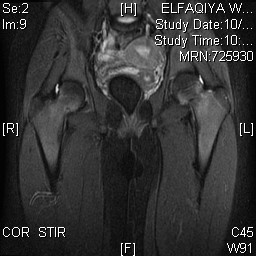 Se:2
Im:9
[H]
ELFAQIYA W...
Study Date:10/...
Study Time:10:...
MRN:725930
[R]
[L]
COR STIR
[F]
C45
W91